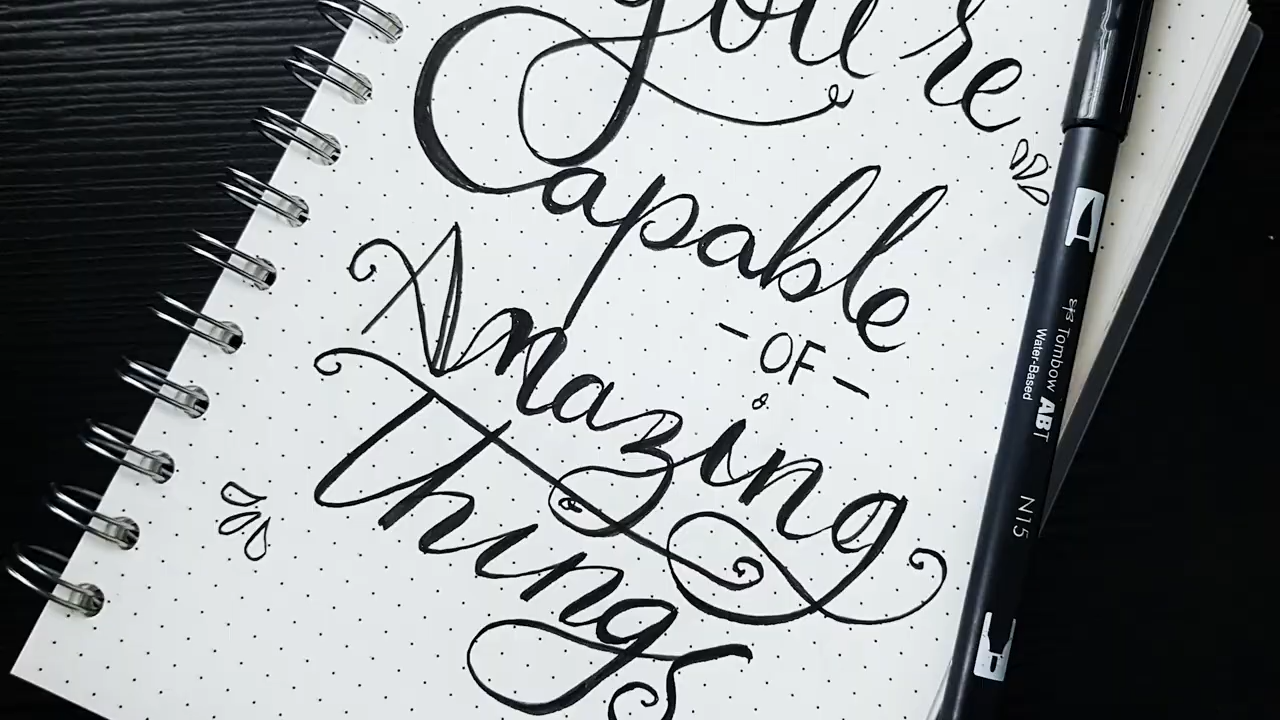 you're
Capable
- OF -
Amazing
Things
Tombow ABT
Water-Based
N15